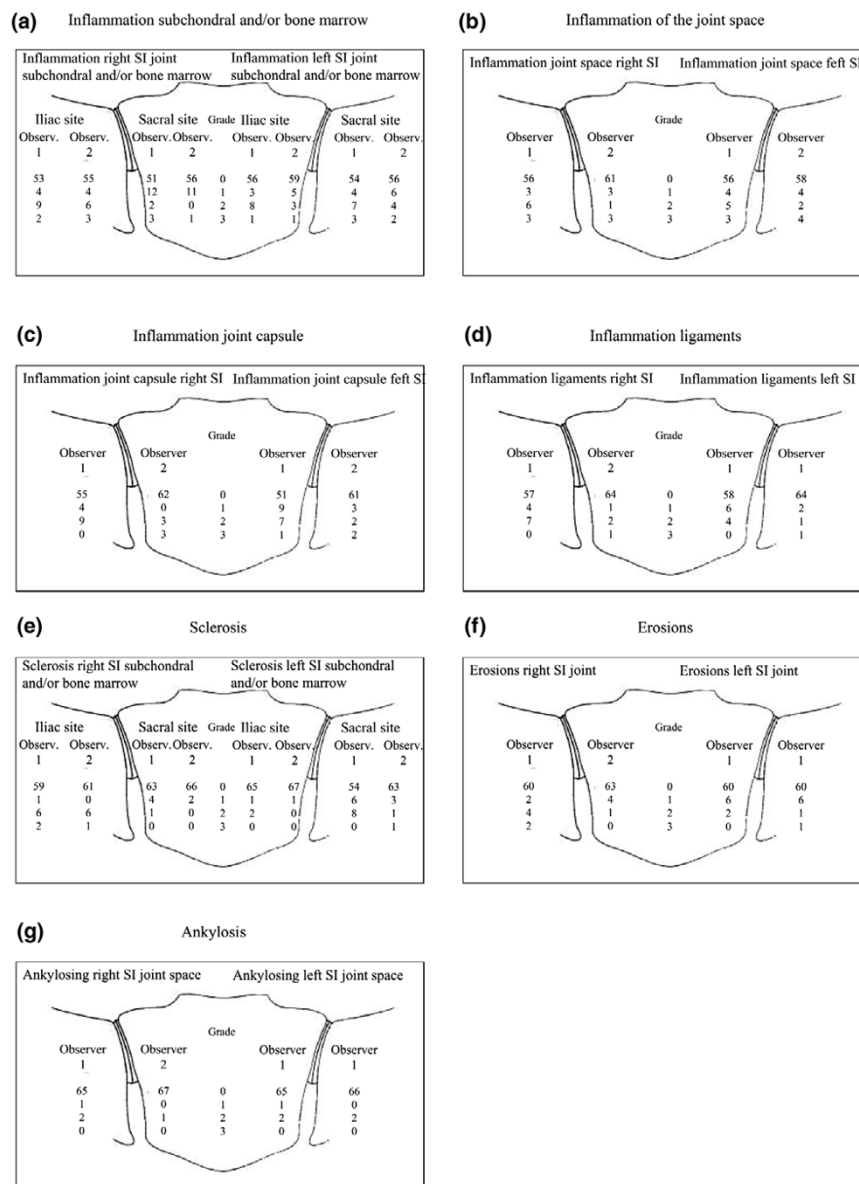 (a) Inflammation subchondral and/or bone marrow
Inflammation right SI joint Inflammation left SI joint
subchondral and/or bone marrow subchondral and/or bone marrow
Iliac site Sacral site Grade Iliac site Sacral site
Observ. Observ. Observ. Observ. Observ. Observ. Observ. Observ.
1 2 1 2 1 2 1 2
53 55 51 56 0 56 59 54 56
4 4 12 11 1 3 5 4 6
9 6 2 0 2 8 3 7 4
2 3 3 1 3 1 1 3 2
(b) Inflammation of the joint space
Inflammation joint space right SI Inflammation joint space feft SI
Grade
Observer Observer Observer Observer
1 2 1 2
56 61 0 56 58
3 3 1 4 4
6 1 2 5 2
3 3 3 3 4
(c) Inflammation joint capsule
Inflammation joint capsule right SI Inflammation joint capsule feft SI
Grade
Observer Observer Observer Observer
1 2 1 2
55 62 0 51 61
4 0 1 9 3
9 3 2 7 2
0 3 3 1 2
(d) Inflammation ligaments
Inflammation ligaments right SI Inflammation ligaments left SI
Grade
Observer Observer Observer Observer
1 2 1 1
57 64 0 58 64
4 1 1 6 2
7 2 2 4 1
0 1 3 0 1
(e) Sclerosis
Sclerosis right SI subchondral Sclerosis left SI subchondral
and/or bone marrow and/or bone marrow
Iliac site Sacral site Grade Iliac site Sacral site
Observ. Observ. Observ. Observ. Observ. Observ. Observ. Observ.
1 2 1 2 1 2 1 2
59 61 63 66 0 65 67 54 63
1 0 4 2 1 1 1 6 3
6 6 1 0 2 2 0 8 1
2 1 0 0 3 0 0 0 1
(f) Erosions
Erosions right SI joint Erosions left SI joint
Grade
Observer Observer Observer Observer
1 2 1 1
60 63 0 60 60
2 4 1 6 6
4 1 2 2 1
2 0 3 0 1
(g) Ankylosis
Ankylosing right SI joint space Ankylosing left SI joint space
Grade
Observer Observer Observer Observer
1 2 1 1
65 67 0 65 66
1 0 1 1 0
2 1 2 2 2
0 0 3 0 0